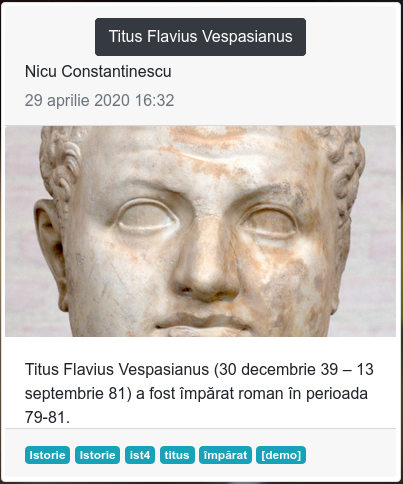 Titus Flavius Vespasianus
Nicu Constantinescu
29 aprilie 2020 16:32
Titus Flavius Vespasianus (30 decembrie 39 – 13
septembrie 81) a fost împărat roman în perioada
79-81.
Istorie Istorie ist4 titus împărat [demo]